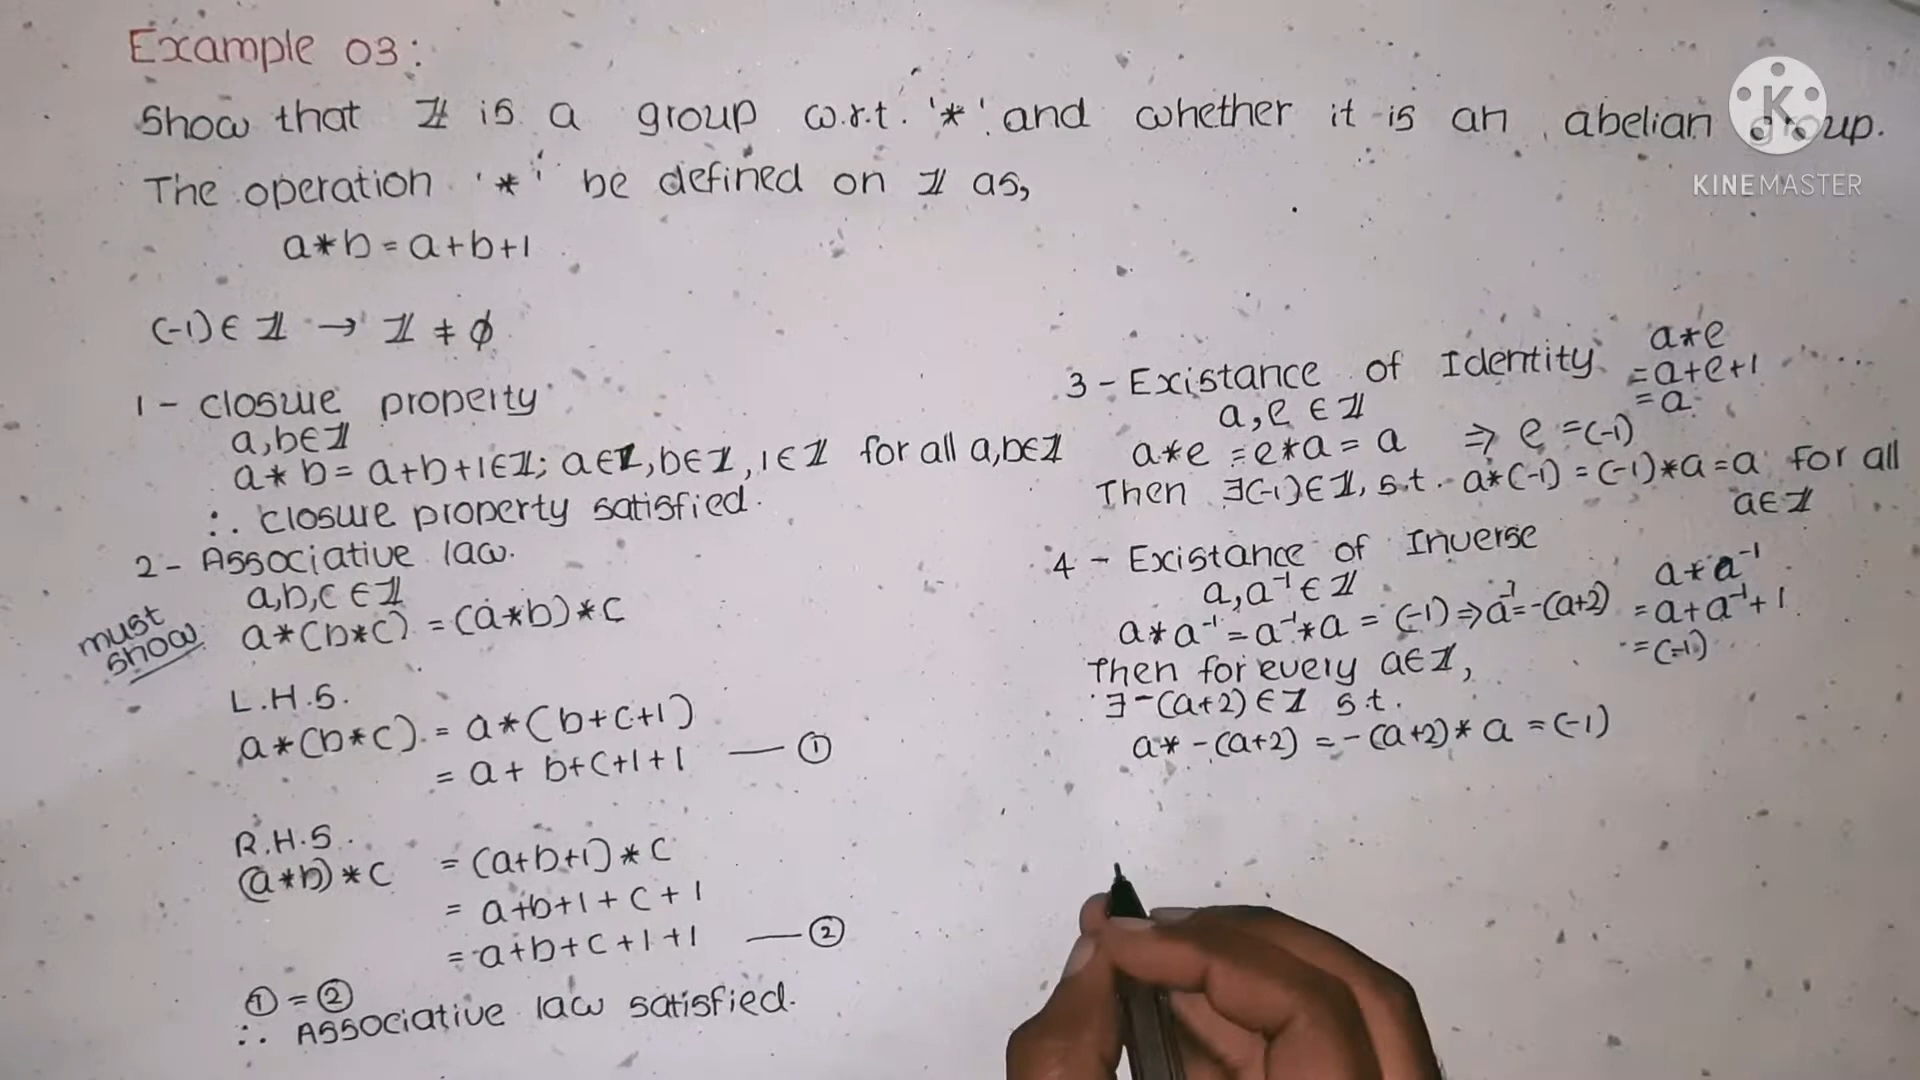 Example 03:
Show that ℤ is a group w.r.t. '*' and whether it is an abelian group.
The operation '*' be defined on ℤ as,
a*b = a+b+1
(-1) ∈ ℤ → ℤ ≠ ϕ
1 - closure property
a,b∈ℤ
a*b = a+b+1∈ℤ; a∈ℤ, b∈ℤ, 1∈ℤ for all a,b∈ℤ
∴ closure property satisfied.
2 - Associative law.
a,b,c ∈ℤ
must show
a*(b*c) = (a*b)*c
L.H.S.
a*(b*c) = a*(b+c+1)
= a+b+c+1+1 — ①
R.H.S.
(a*b)*c = (a+b+1)*c
= a+b+1+c+1
= a+b+c+1+1 — ②
① = ②
∴ Associative law satisfied.
3 - Existance of Identity
a,e ∈ℤ
a*e = e*a = a ⇒ e = (-1)
a*e
= a+e+1
= a
Then ∃(-1)∈ℤ, s.t. a*(-1) = (-1)*a = a for all
a∈ℤ
4 - Existance of Inverse
a,a⁻¹ ∈ℤ
a*a⁻¹ = a⁻¹*a = (-1) ⇒ a⁻¹ = -(a+2)
a*a⁻¹
= a+a⁻¹+1
= (-1)
Then for every a∈ℤ,
∃ -(a+2) ∈ℤ s.t.
a* -(a+2) = -(a+2)*a = (-1)
K
KINEMASTER